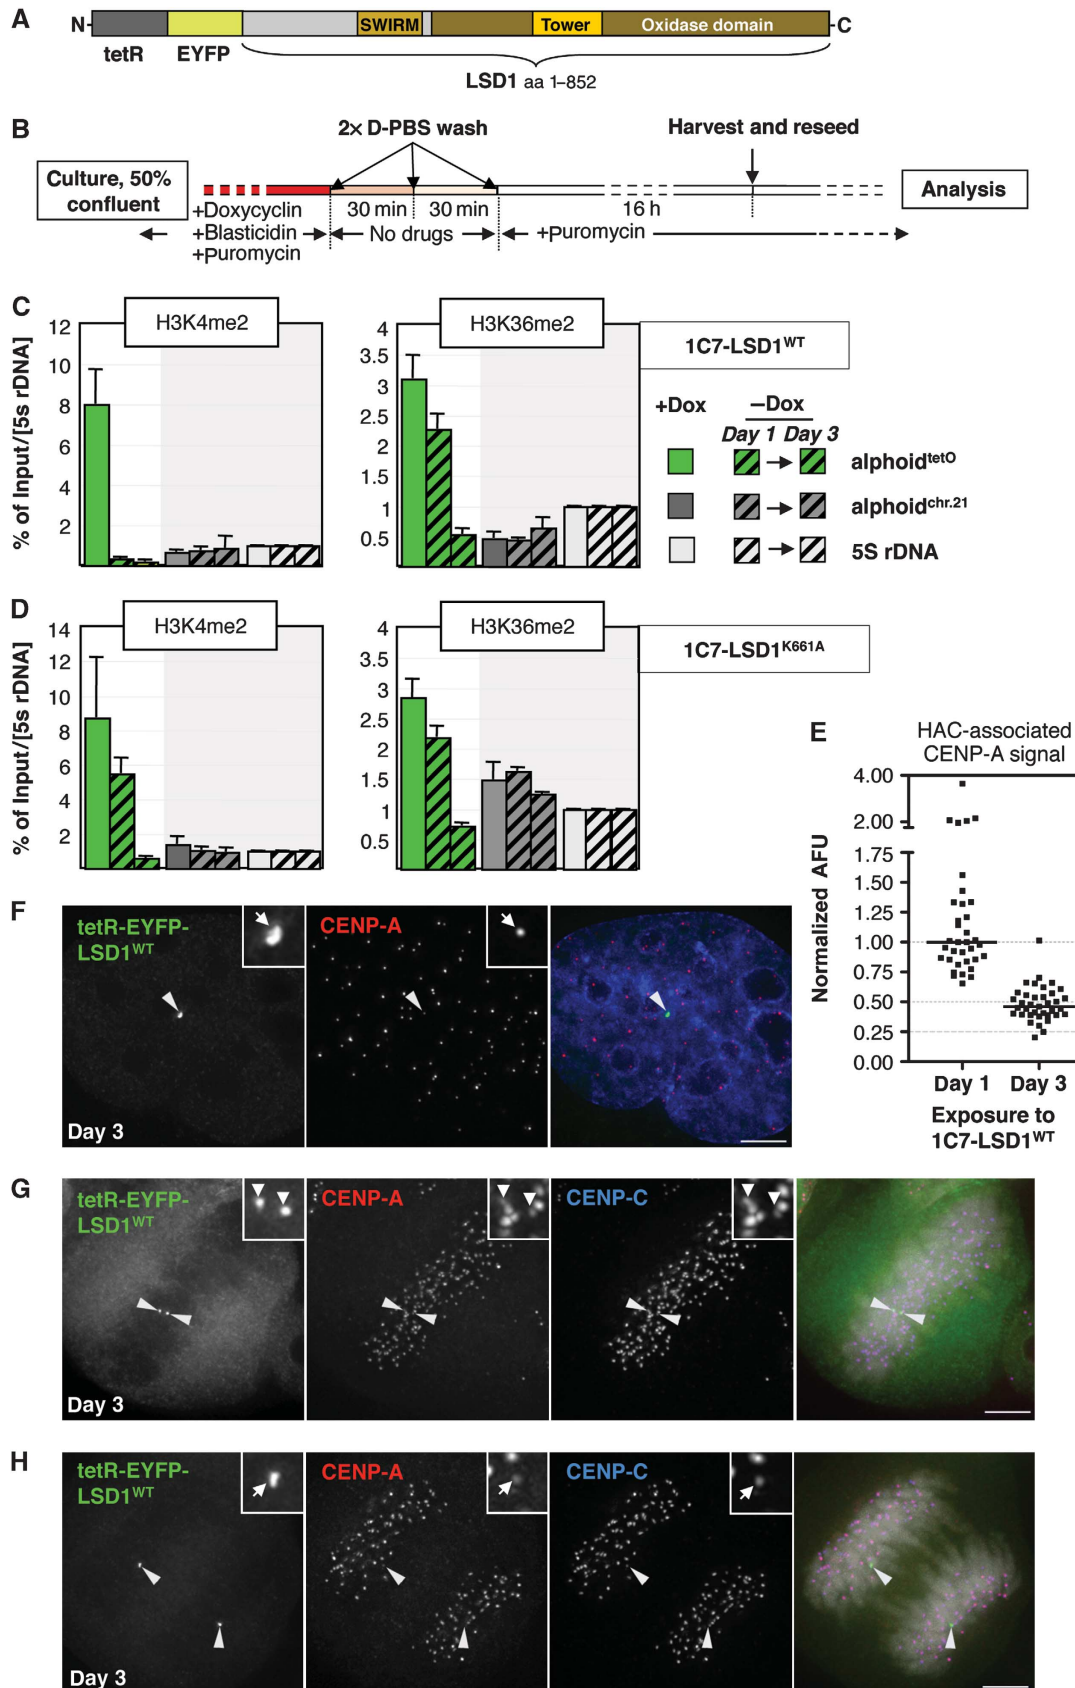 A
N-
SWIRM
Tower
Oxidase domain
-C
tetR
EYFP
LSD1 aa 1–852
B
2× D-PBS wash
Harvest and reseed
Culture, 50%
confluent
Analysis
+Doxycyclin
+Blasticidin
+Puromycin
30 min
30 min
16 h
No drugs
+Puromycin
C
% of Input/[5s rDNA]
H3K4me2
12
10
8
6
4
2
H3K36me2
4
3.5
3
2.5
2
1.5
1
0.5
1C7-LSD1WT
+Dox
–Dox
Day 1
Day 3
alphoidtetO
alphoidchr.21
5S rDNA
D
% of Input/[5s rDNA]
H3K4me2
14
12
10
8
6
4
2
H3K36me2
4
3.5
3
2.5
2
1.5
1
0.5
1C7-LSD1K661A
E
HAC-associated
CENP-A signal
Normalized AFU
4.00
2.00
1.75
1.50
1.25
1.00
0.75
0.50
0.25
0.00
Day 1
Day 3
Exposure to
1C7-LSD1WT
F
tetR-EYFP-
LSD1WT
CENP-A
Day 3
G
tetR-EYFP-
LSD1WT
CENP-A
CENP-C
Day 3
H
tetR-EYFP-
LSD1WT
CENP-A
CENP-C
Day 3